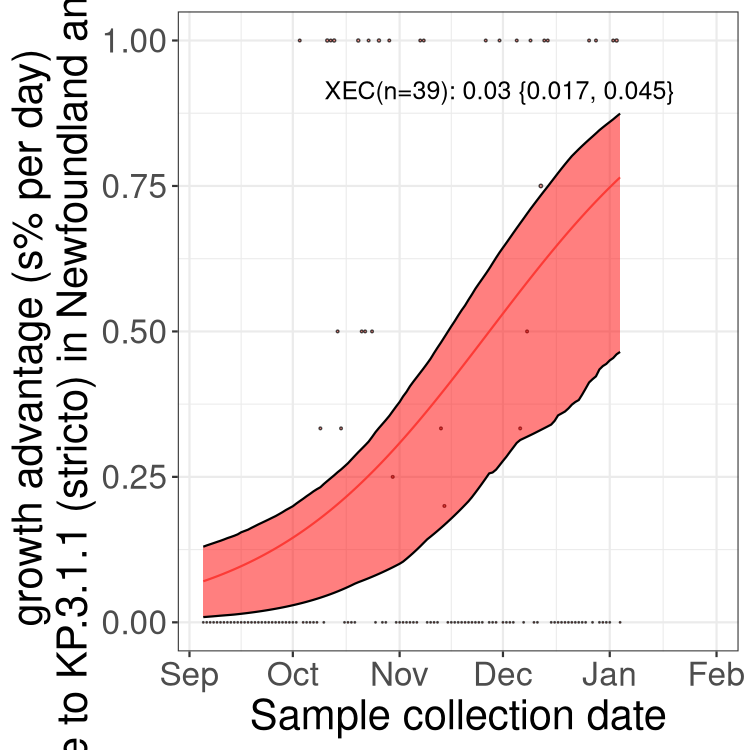 growth advantage (s% per day)
e to KP.3.1.1 (stricto) in Newfoundland an
1.00
0.75
0.50
0.25
0.00
XEC(n=39): 0.03 {0.017, 0.045}
Sep Oct Nov Dec Jan Feb
Sample collection date